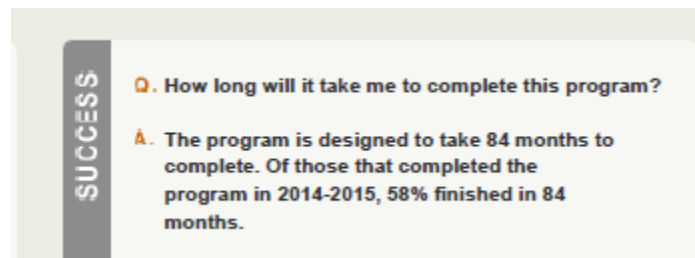 SUCCESS
Q. How long will it take me to complete this program?
A. The program is designed to take 84 months to
complete. Of those that completed the
program in 2014-2015, 58% finished in 84
months.